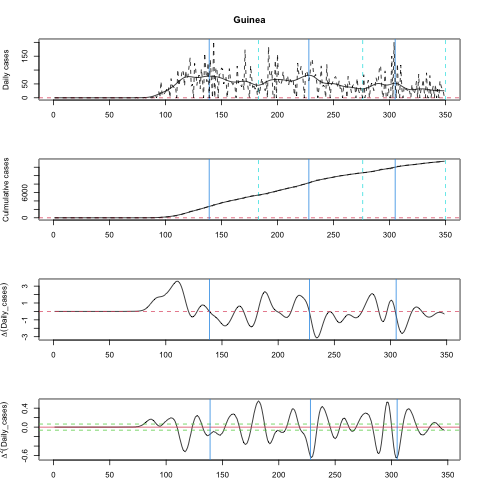 Guinea
Daily cases
0 50 150
0 50 100 150 200 250 300 350
Culmulative cases
0 6000
0 50 100 150 200 250 300 350
Δ(Daily_cases)
-3 -1 1 3
0 50 100 150 200 250 300 350
Δ²(Daily_cases)
-0.6 0.0 0.4
0 50 100 150 200 250 300 350